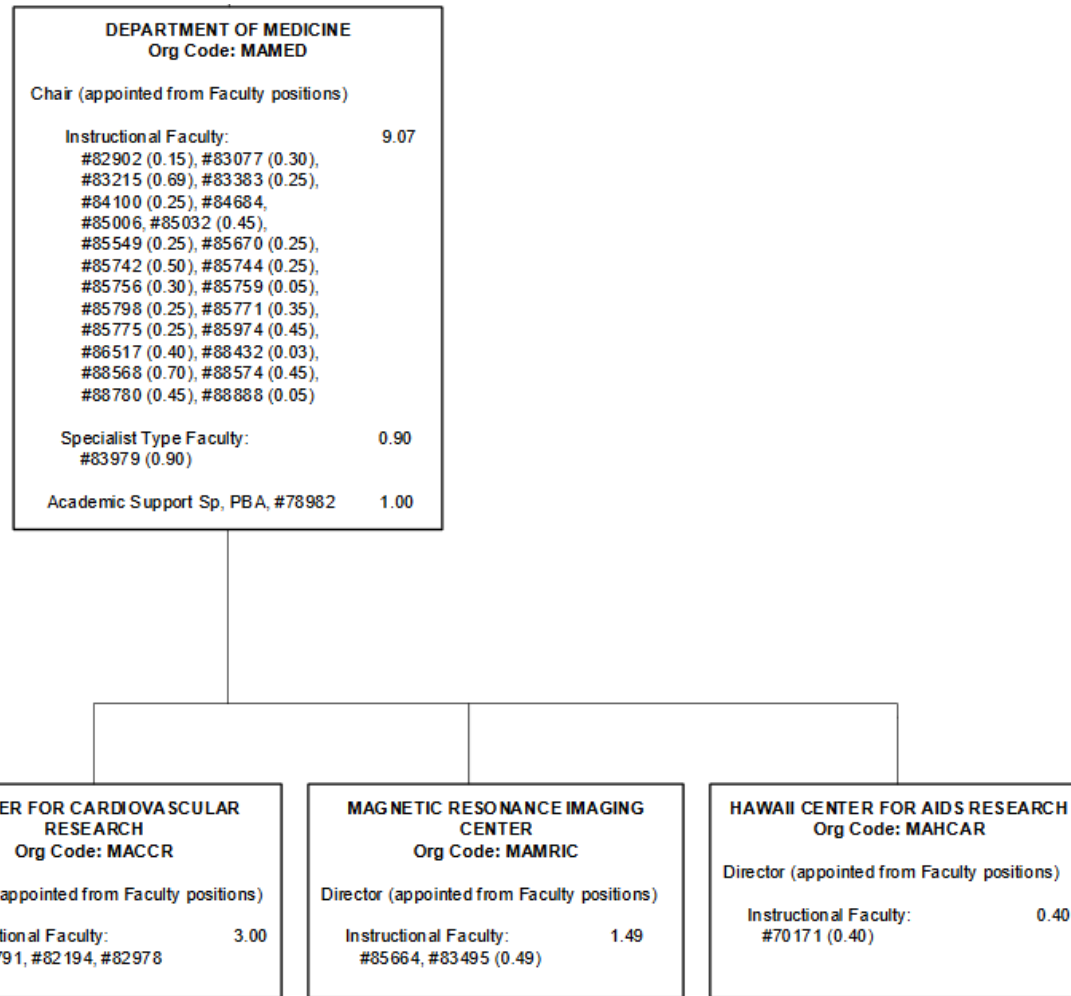 DEPARTMENT OF MEDICINE
Org Code: MAMED
Chair (appointed from Faculty positions)
Instructional Faculty: 9.07
#82902 (0.15), #83077 (0.30),
#83215 (0.69), #83383 (0.25),
#84100 (0.25), #84684,
#85006, #85032 (0.45),
#85549 (0.25), #85670 (0.25),
#85742 (0.50), #85744 (0.25),
#85756 (0.30), #85759 (0.05),
#85798 (0.25), #85771 (0.35),
#85775 (0.25), #85974 (0.45),
#86517 (0.40), #88432 (0.03),
#88568 (0.70), #88574 (0.45),
#88780 (0.45), #88888 (0.05)
Specialist Type Faculty: 0.90
#83979 (0.90)
Academic Support Sp, PBA, #78982 1.00
ER FOR CARDIOVASCULAR
RESEARCH
Org Code: MACCR
appointed from Faculty positions)
tional Faculty: 3.00
791, #82194, #82978
MAGNETIC RESONANCE IMAGING
CENTER
Org Code: MAMRIC
Director (appointed from Faculty positions)
Instructional Faculty: 1.49
#85664, #83495 (0.49)
HAWAII CENTER FOR AIDS RESEARCH
Org Code: MAHCAR
Director (appointed from Faculty positions)
Instructional Faculty: 0.40
#70171 (0.40)